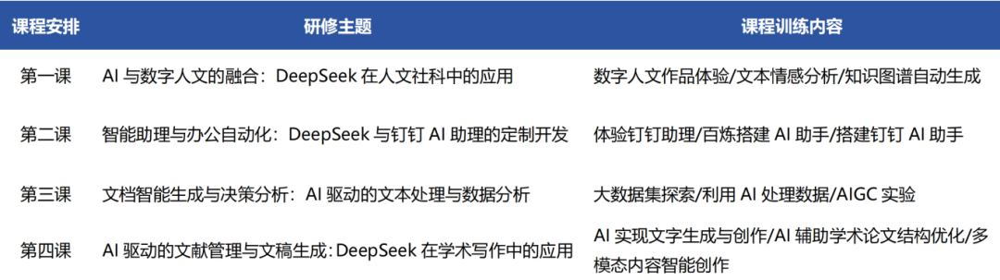 课程安排 研修主题 课程训练内容
第一课 AI 与数字人文的融合：DeepSeek 在人文社科中的应用 数字人文作品体验/文本情感分析/知识图谱自动生成
第二课 智能助理与办公自动化：DeepSeek 与钉钉 AI 助理的定制开发 体验钉钉助理/百炼搭建 AI 助手/搭建钉钉 AI 助手
第三课 文档智能生成与决策分析：AI 驱动的文本处理与数据分析 大数据集探索/利用 AI 处理数据/AIGC 实验
第四课 AI 驱动的文献管理与文稿生成：DeepSeek 在学术写作中的应用 AI 实现文字生成与创作/AI 辅助学术论文结构优化/多
模态内容智能创作